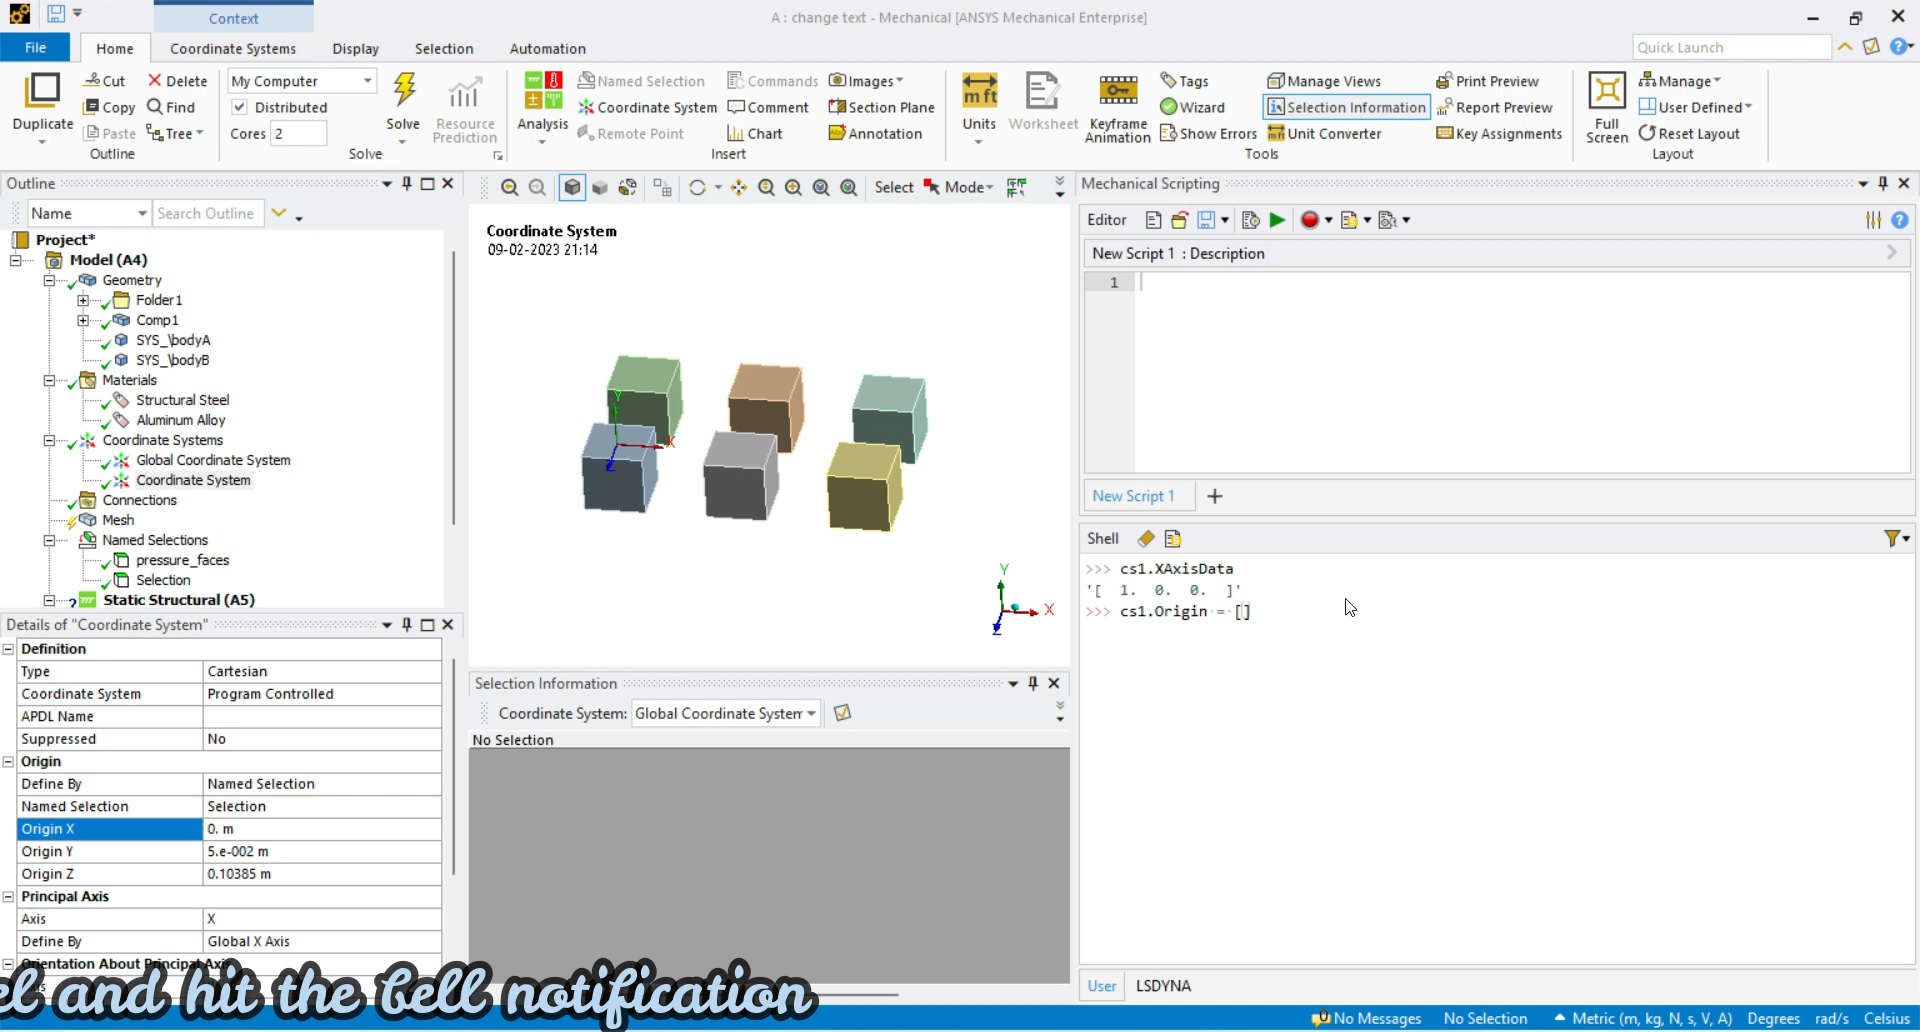 Context
A : change text - Mechanical [ANSYS Mechanical Enterprise]
File
Home
Coordinate Systems
Display
Selection
Automation
Quick Launch
Duplicate
Cut
Copy
Paste
Delete
Find
Tree
Outline
My Computer
Distributed
Cores 2
Solve
Resource Prediction
Solve
Analysis
Named Selection
Coordinate System
Remote Point
Commands
Comment
Chart
Images
Section Plane
Annotation
Insert
Units
Worksheet
Keyframe Animation
Tags
Wizard
Show Errors
Manage Views
Selection Information
Unit Converter
Print Preview
Report Preview
Key Assignments
Tools
Full Screen
Manage
User Defined
Reset Layout
Layout
Outline
Name
Search Outline
Project*
Model (A4)
Geometry
Folder1
Comp1
SYS_\bodyA
SYS_\bodyB
Materials
Structural Steel
Aluminum Alloy
Coordinate Systems
Global Coordinate System
Coordinate System
Connections
Mesh
Named Selections
pressure_faces
Selection
Static Structural (A5)
Details of "Coordinate System"
Definition
Type Cartesian
Coordinate System Program Controlled
APDL Name
Suppressed No
Origin
Define By Named Selection
Named Selection Selection
Origin X 0. m
Origin Y 5.e-002 m
Origin Z 0.10385 m
Principal Axis
Axis X
Define By Global X Axis
Orientation About Principal Axis
el and hit the bell notification
Select
Mode
Coordinate System
09-02-2023 21:14
Y
X
Z
Y
X
Z
Selection Information
Coordinate System: Global Coordinate System
No Selection
Mechanical Scripting
Editor
New Script 1 : Description
1
New Script 1
Shell
>>> cs1.XAxisData
'[ 1. 0. 0. ]'
>>> cs1.Origin = []
User
LSDYNA
No Messages
No Selection
Metric (m, kg, N, s, V, A)
Degrees
rad/s
Celsius